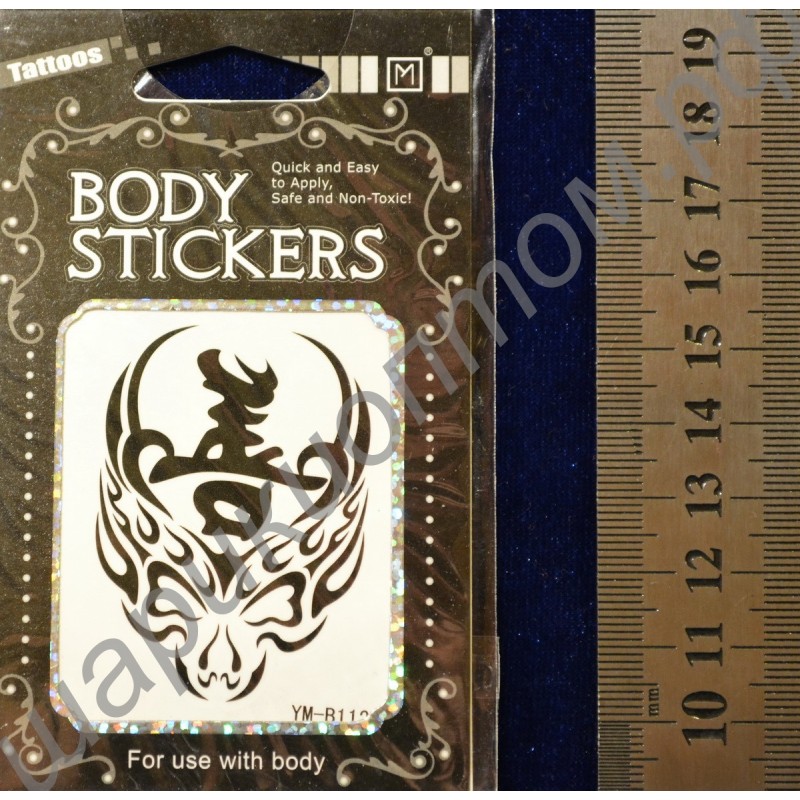 Tattoos
M
®
BODY
STICKERS
Quick and Easy
to Apply,
Safe and Non-Toxic!
YM-B112
For use with body
19
18
17
16
15
14
13
12
11
10
mm
шарикиоптом.рф